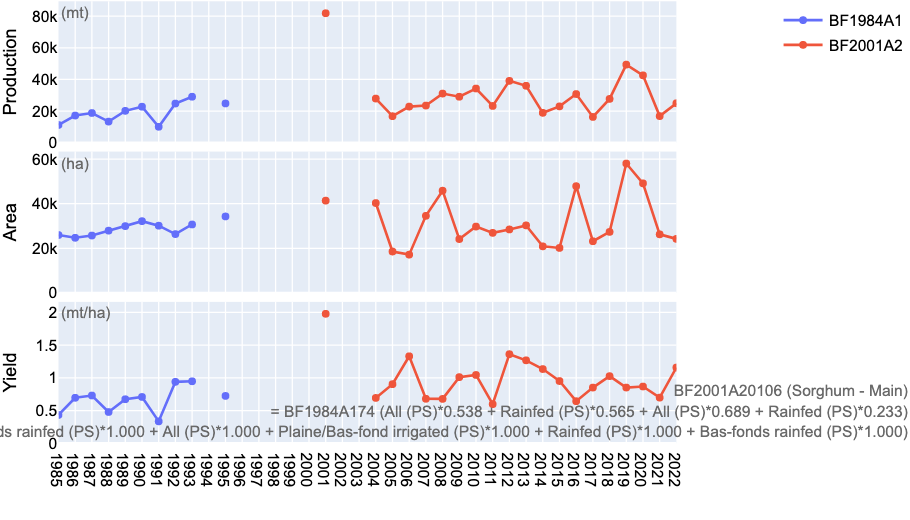 80k
(mt)
BF1984A1
BF2001A2
Production
60k
40k
20k
0
60k
(ha)
Area
40k
20k
0
2
(mt/ha)
Yield
1.5
1
BF2001A20106 (Sorghum - Main)
0.5
= BF1984A174 (All (PS)*0.538 + Rainfed (PS)*0.565 + All (PS)*0.689 + Rainfed (PS)*0.233)
ds rainfed (PS)*1.000 + All (PS)*1.000 + Plaine/Bas-fond irrigated (PS)*1.000 + Rainfed (PS)*1.000 + Bas-fonds rainfed (PS)*1.000)
0
1985 1986 1987 1988 1989 1990 1991 1992 1993 1994 1995 1996 1997 1998 1999 2000 2001 2002 2003 2004 2005 2006 2007 2008 2009 2010 2011 2012 2013 2014 2015 2016 2017 2018 2019 2020 2021 2022